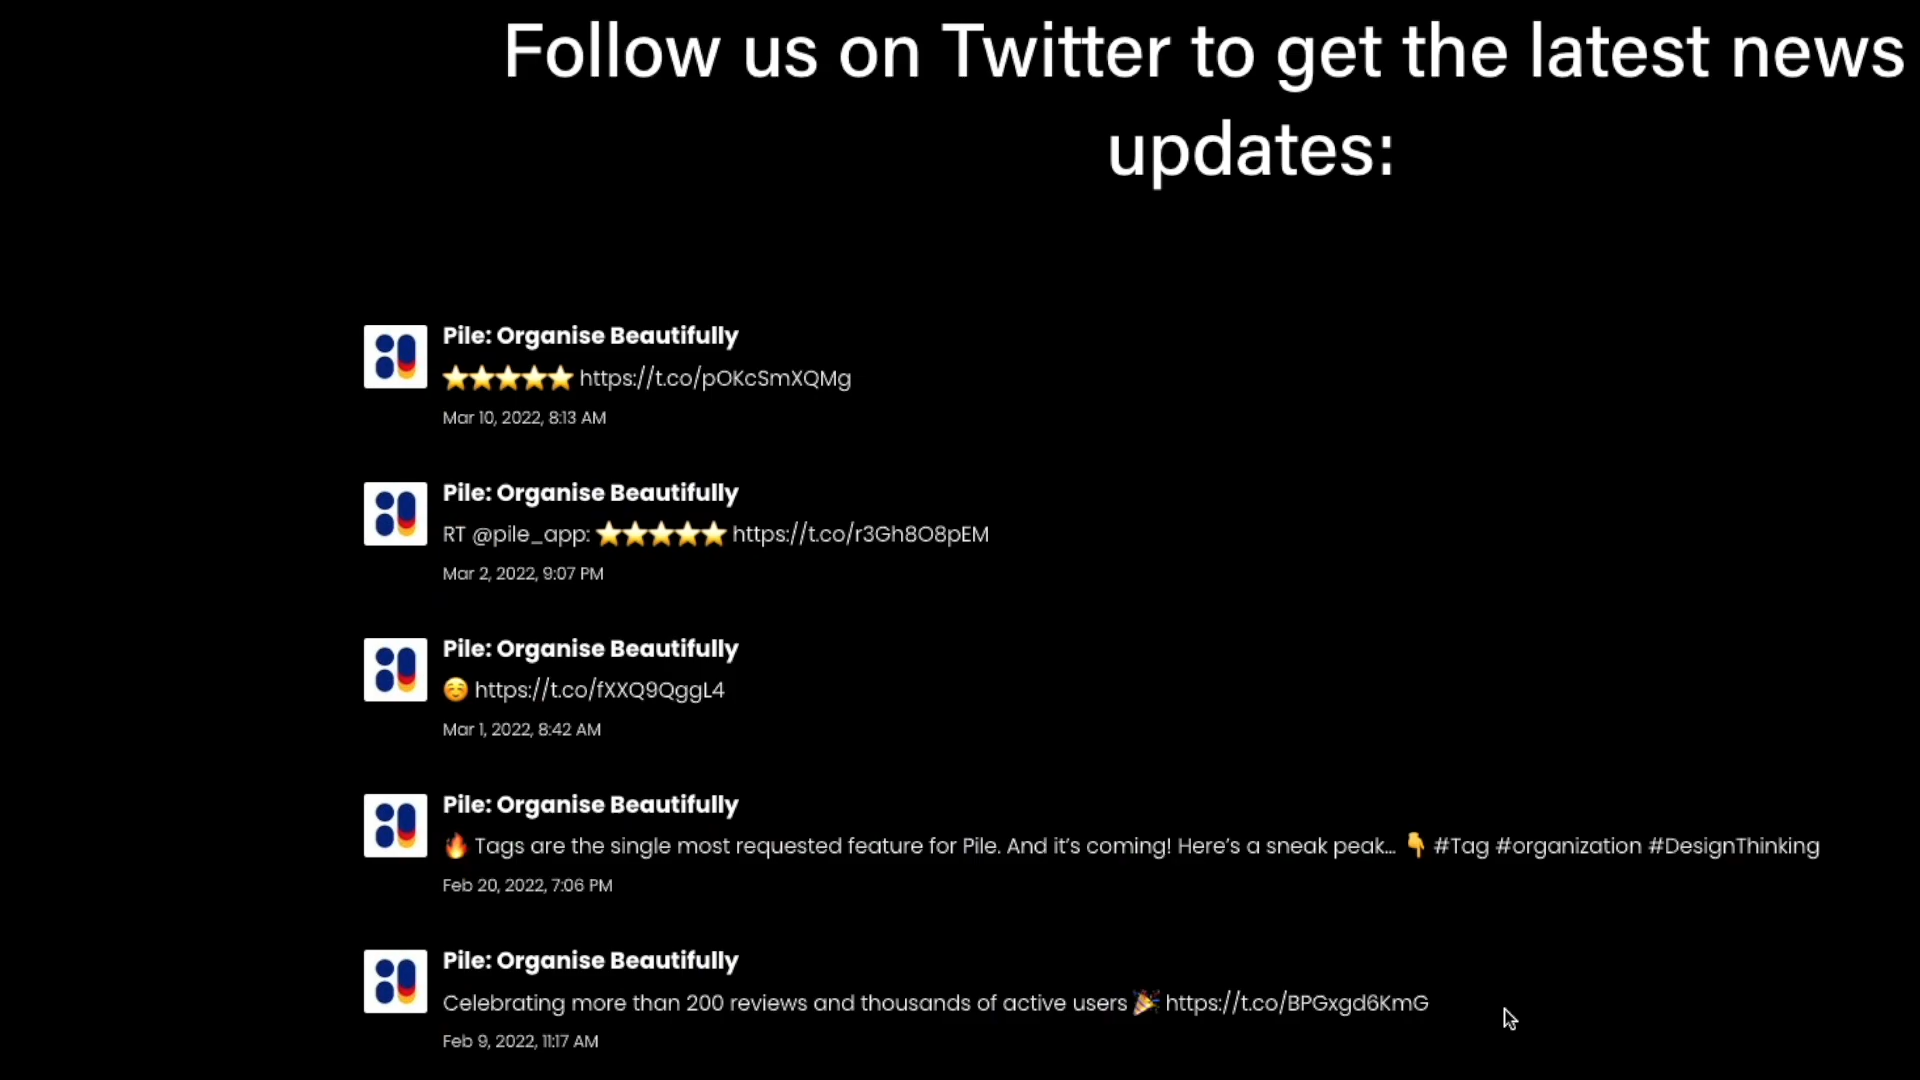 Follow us on Twitter to get the latest news
updates:
Pile: Organise Beautifully
⭐⭐⭐⭐⭐ https://t.co/pOKcSmXQMg
Mar 10, 2022, 8:13 AM
Pile: Organise Beautifully
RT @pile_app: ⭐⭐⭐⭐⭐ https://t.co/r3Gh8O8pEM
Mar 2, 2022, 9:07 PM
Pile: Organise Beautifully
☺️ https://t.co/fXXQ9QggL4
Mar 1, 2022, 8:42 AM
Pile: Organise Beautifully
🔥 Tags are the single most requested feature for Pile. And it's coming! Here's a sneak peak... 👇 #Tag #organization #DesignThinking
Feb 20, 2022, 7:06 PM
Pile: Organise Beautifully
Celebrating more than 200 reviews and thousands of active users 🎉 https://t.co/BPGxgd6KmG
Feb 9, 2022, 11:17 AM